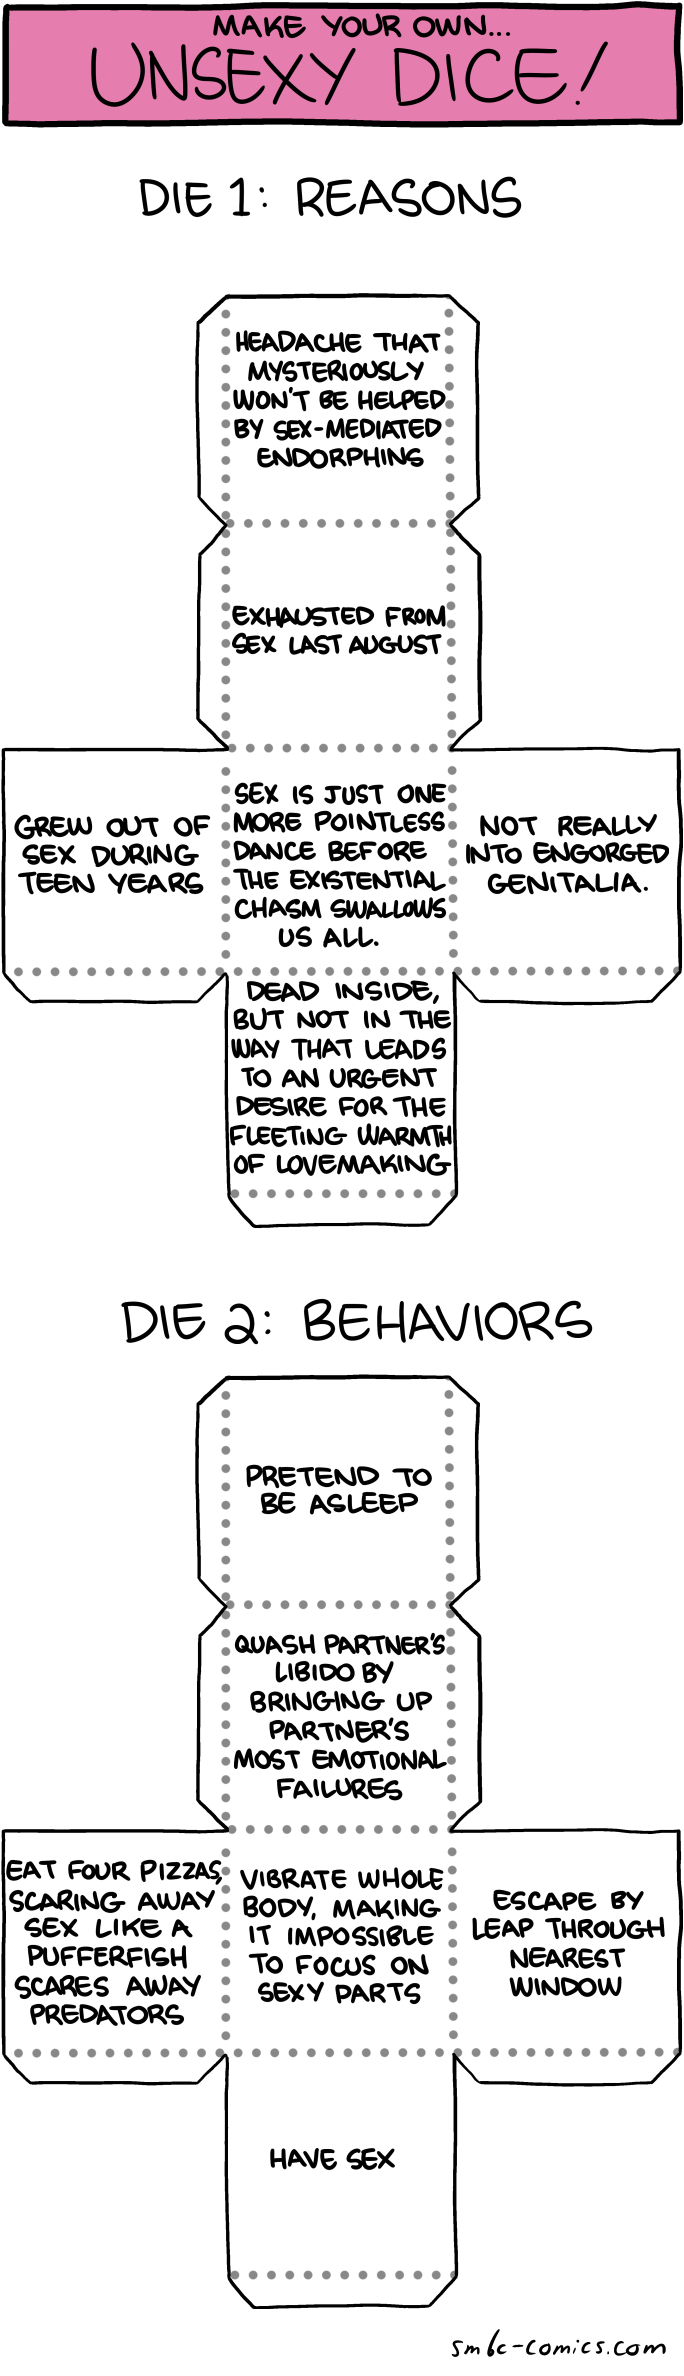 MAKE YOUR OWN...
UNSEXY DICE!
DIE 1: REASONS
HEADACHE THAT
MYSTERIOUSLY
WON'T BE HELPED
BY SEX-MEDIATED
ENDORPHINS
EXHAUSTED FROM
SEX LAST AUGUST
GREW OUT OF
SEX DURING
TEEN YEARS
SEX IS JUST ONE
MORE POINTLESS
DANCE BEFORE
THE EXISTENTIAL
CHASM SWALLOWS
US ALL.
NOT REALLY
INTO ENGORGED
GENITALIA.
DEAD INSIDE,
BUT NOT IN THE
WAY THAT LEADS
TO AN URGENT
DESIRE FOR THE
FLEETING WARMTH
OF LOVEMAKING
DIE 2: BEHAVIORS
PRETEND TO
BE ASLEEP
QUASH PARTNER'S
LIBIDO BY
BRINGING UP
PARTNER'S
MOST EMOTIONAL
FAILURES
EAT FOUR PIZZAS,
SCARING AWAY
SEX LIKE A
PUFFERFISH
SCARES AWAY
PREDATORS
VIBRATE WHOLE
BODY, MAKING
IT IMPOSSIBLE
TO FOCUS ON
SEXY PARTS
ESCAPE BY
LEAP THROUGH
NEAREST
WINDOW
HAVE SEX
smbc-comics.com